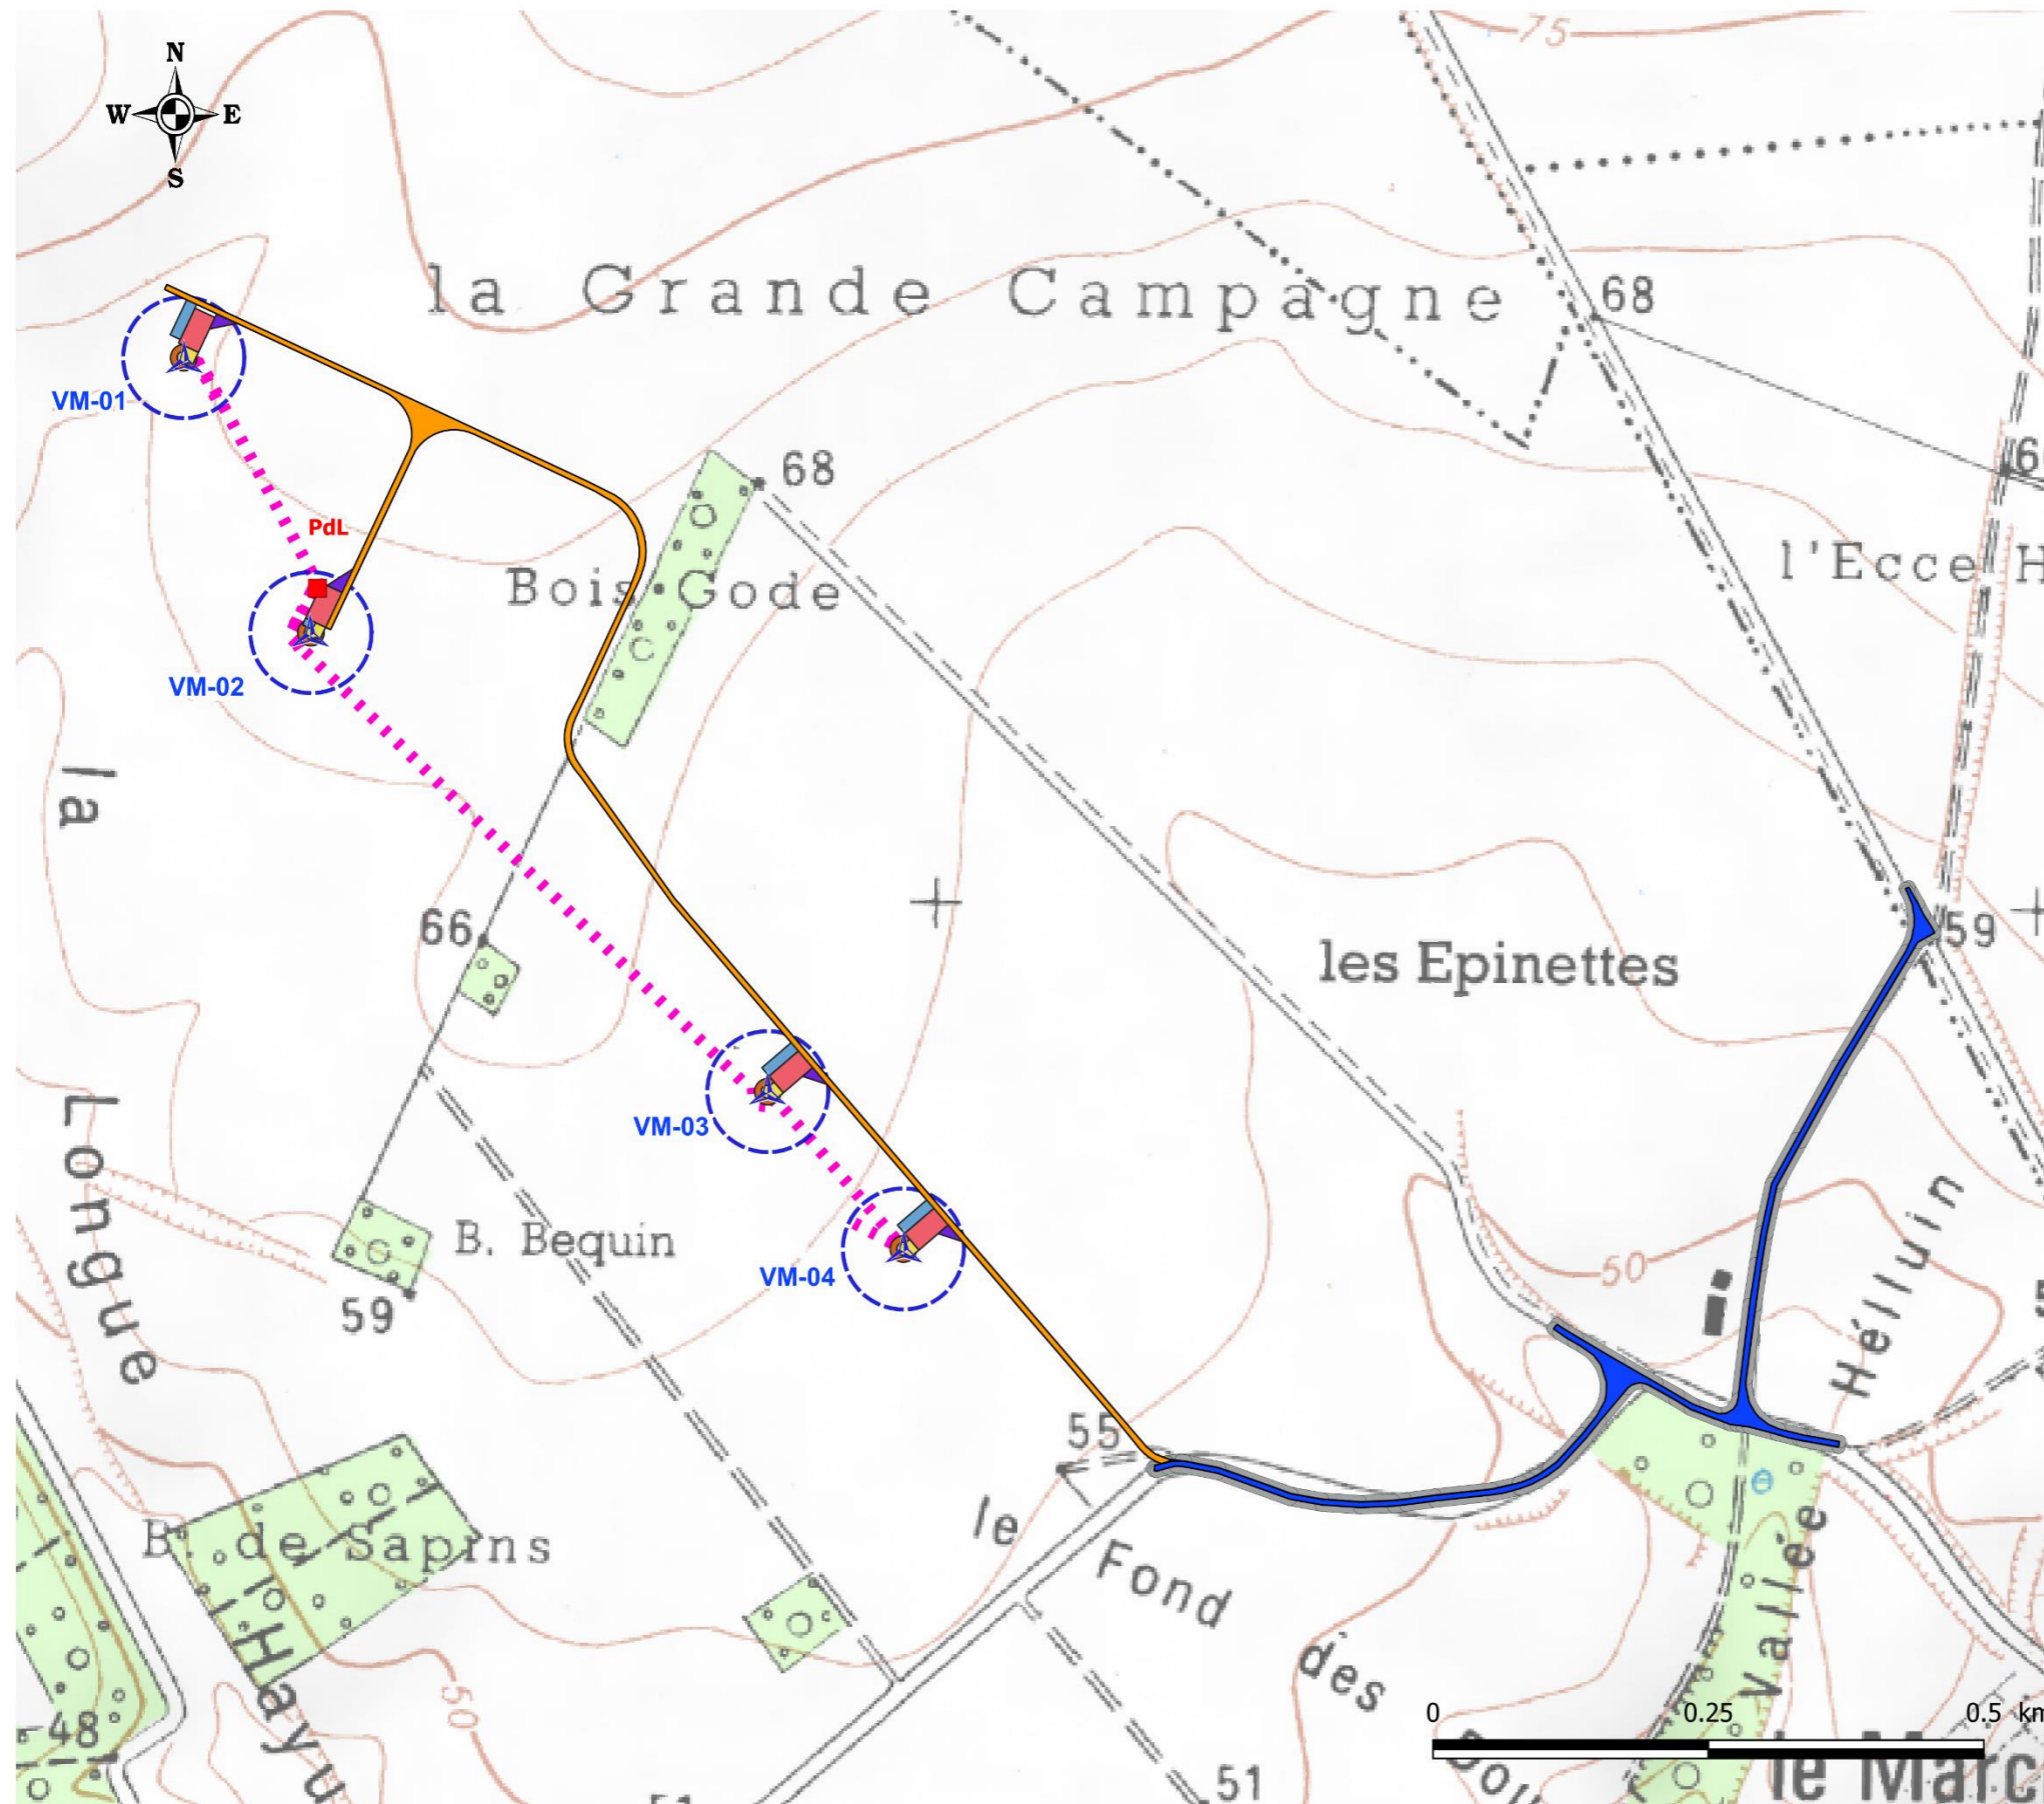 75
N
W E
S
la Grande Campagne
68
VM-01
68
PdL
l'Ecce
Bois Gode
VM-02
la Longue
66
59
les Epinettes
VM-03
B. Bequin
VM-04
59
50
Hélluin
55
le Fond des
B. de Sapins
Vallée
Hayu
50
48
0 0.25 0.5 km
51
le Marc